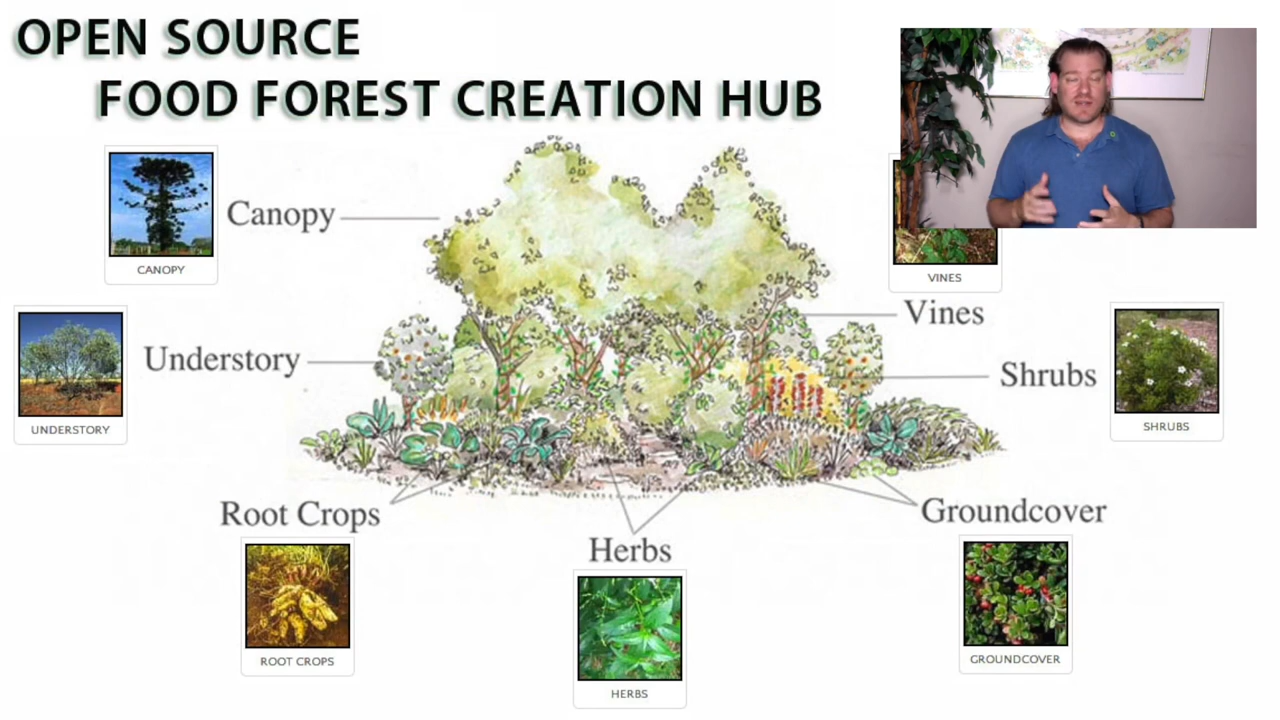 OPEN SOURCE
FOOD FOREST CREATION HUB
Canopy
CANOPY
VINES
Vines
Understory
UNDERSTORY
Shrubs
SHRUBS
Root Crops
ROOT CROPS
Herbs
HERBS
Groundcover
GROUNDCOVER